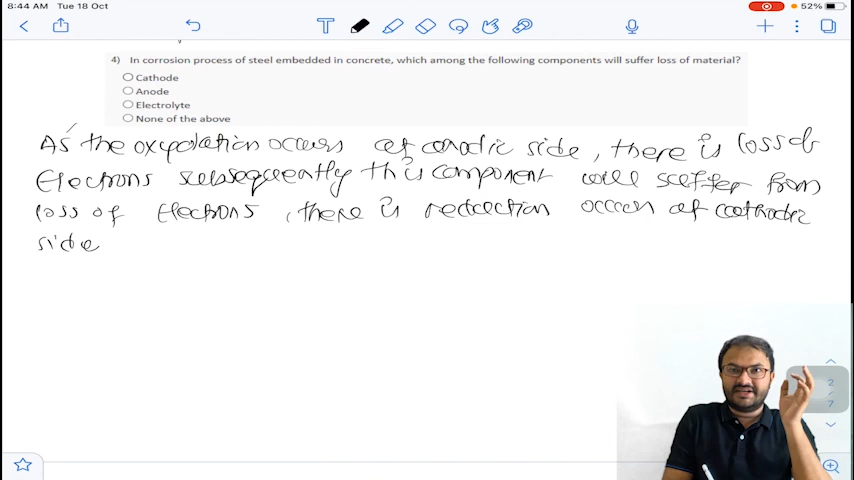 8:44 AM Tue 18 Oct
52%
4) In corrosion process of steel embedded in concrete, which among the following components will suffer loss of material?
Cathode
Anode
Electrolyte
None of the above
As the oxydation occurs at anodic side, there is loss of
Electrons subsequently this component will suffer from
loss of Electrons, there is reduction occurs at cathodic
side
2
7